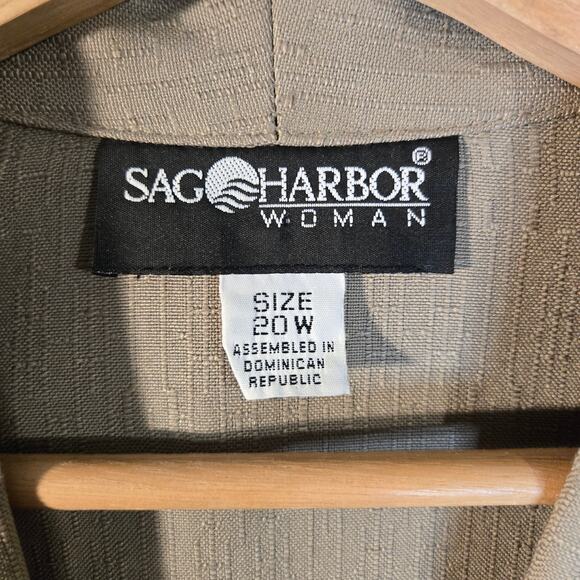 SAG HARBOR®
WOMAN
SIZE
20W
ASSEMBLED IN
DOMINICAN
REPUBLIC